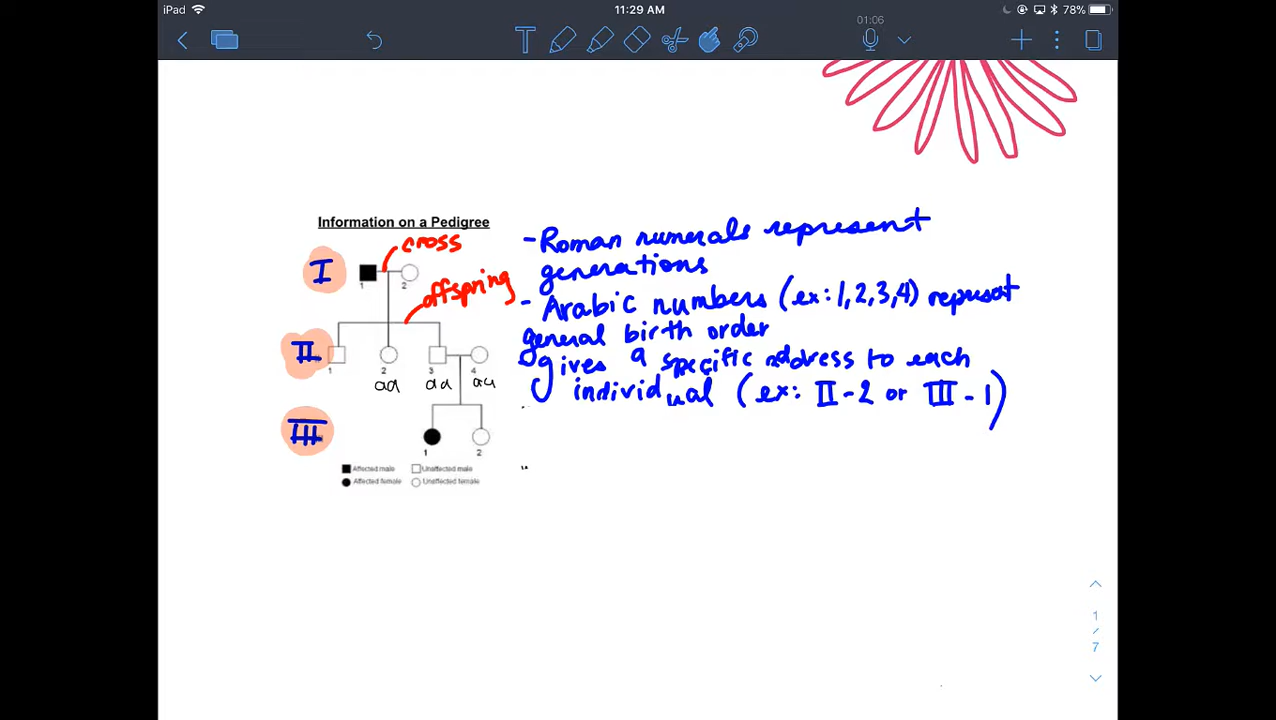 iPad
11:29 AM
78%
01:06
T
Information on a Pedigree
cross
I
1
2
offspring
II
1
2
3
4
aa
aa
aa
III
1
2
Affected male
Unaffected male
Affected female
Unaffected female
- Roman numerals represent
generations
- Arabic numbers (ex: 1,2,3,4) represent
general birth order
gives a specific address to each
individual (ex: II-2 or III-1)
1
/
7